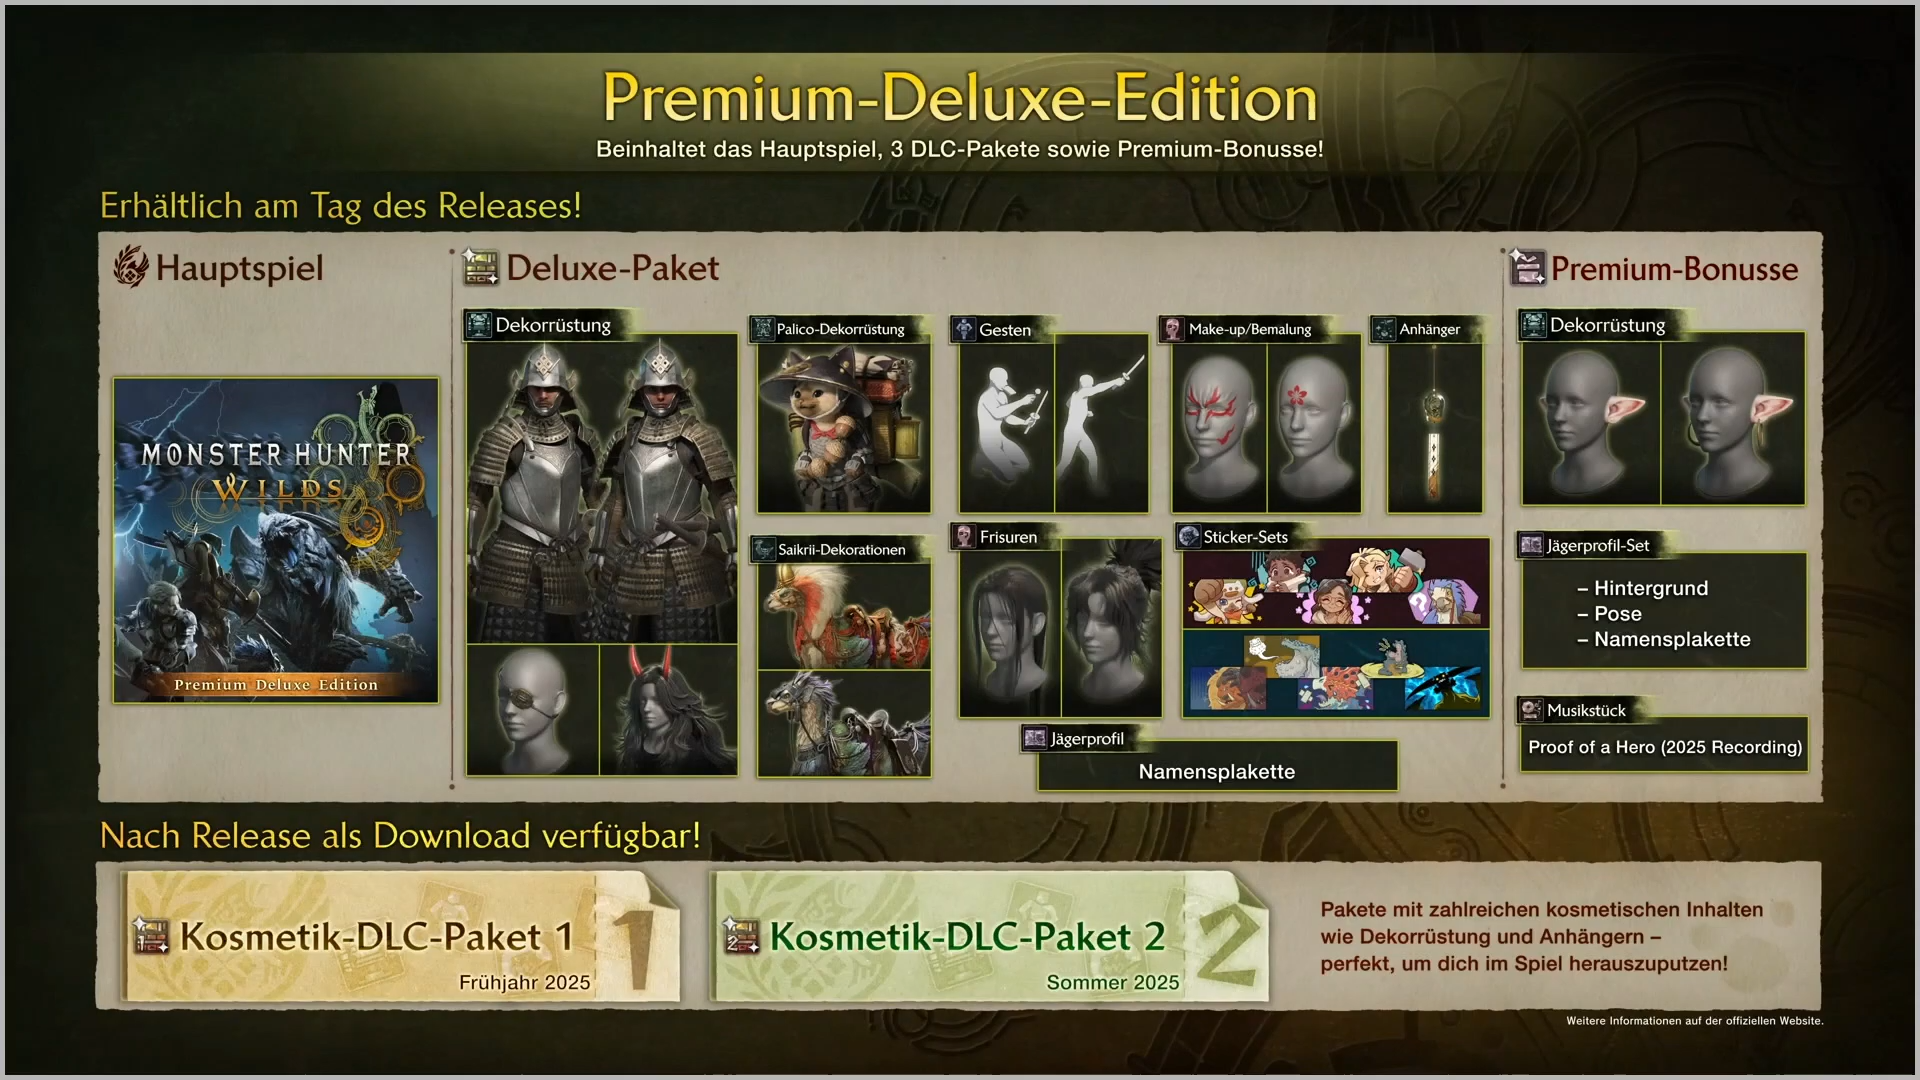 Premium-Deluxe-Edition
Beinhaltet das Hauptspiel, 3 DLC-Pakete sowie Premium-Bonusse!
Erhältlich am Tag des Releases!
Hauptspiel
MONSTER HUNTER
WILDS
Premium Deluxe Edition
Deluxe-Paket
Dekorrüstung
Palico-Dekorrüstung
Gesten
Make-up/Bemalung
Anhänger
Saikrii-Dekorationen
Frisuren
Sticker-Sets
?
Jägerprofil
Namensplakette
Premium-Bonusse
Dekorrüstung
Jägerprofil-Set
– Hintergrund
– Pose
– Namensplakette
Musikstück
Proof of a Hero (2025 Recording)
Nach Release als Download verfügbar!
1
Kosmetik-DLC-Paket 1
1
Frühjahr 2025
2
Kosmetik-DLC-Paket 2
2
Sommer 2025
Pakete mit zahlreichen kosmetischen Inhalten
wie Dekorrüstung und Anhängern –
perfekt, um dich im Spiel herauszuputzen!
Weitere Informationen auf der offiziellen Website.